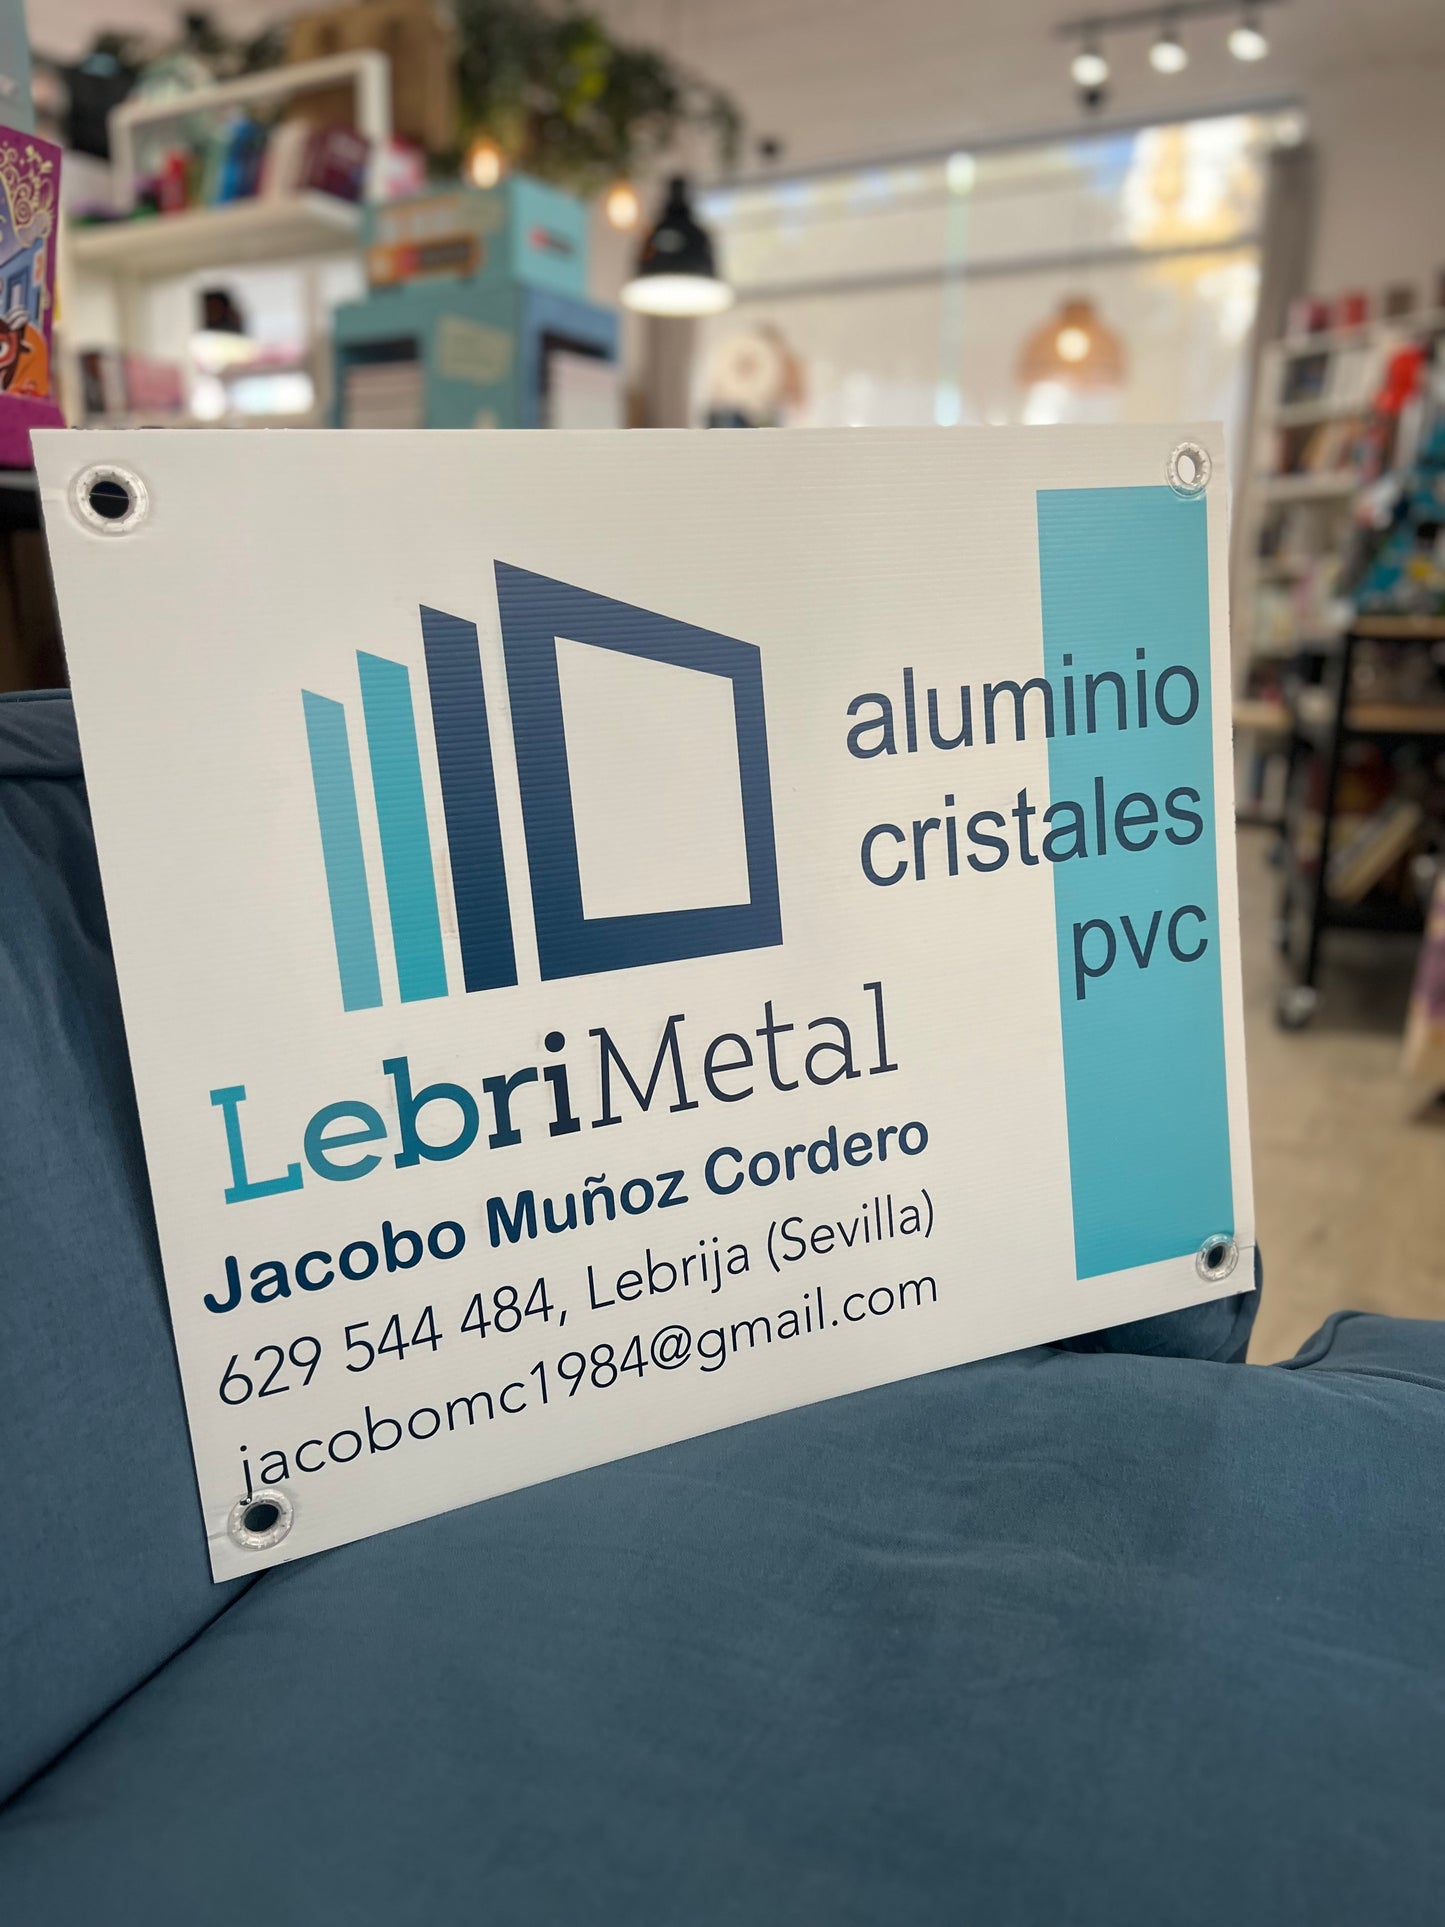 aluminio
cristales
pvc
LebriMetal
Jacobo Muñoz Cordero
629 544 484, Lebrija (Sevilla)
jacobomc1984@gmail.com